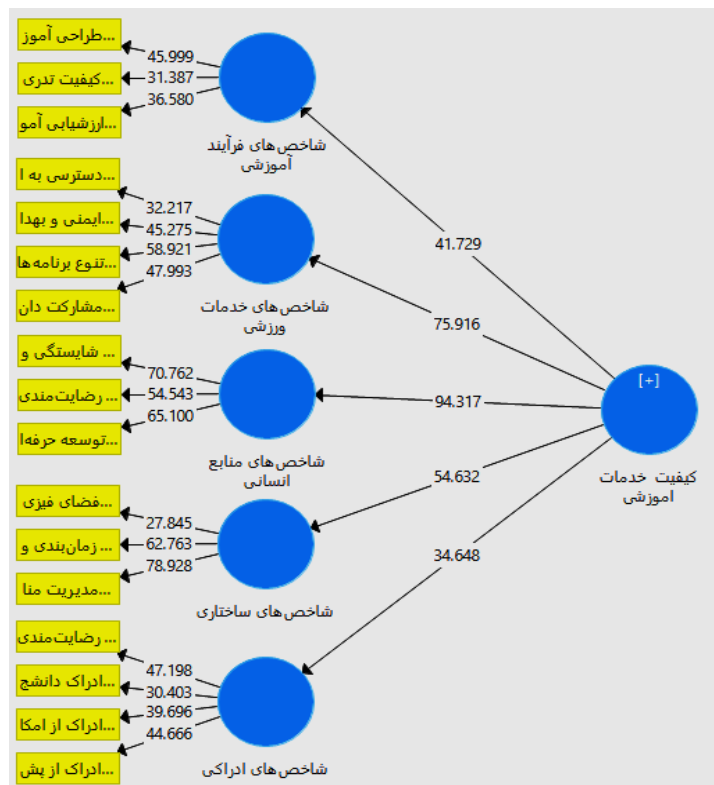 طراحی آموز...
کیفیت تدری...
ارزشیابی آمو...
45.999
31.387
36.580
شاخص‌های فرآیند
آموزشی
دسترسی به ا...
ایمنی و بهدا...
تنوع برنامه‌ها...
مشارکت دان...
32.217
45.275
58.921
47.993
شاخص‌های خدمات
ورزشی
شایستگی و ...
رضایت‌مندی ...
توسعه حرفه‌ا...
70.762
54.543
65.100
شاخص‌های منابع
انسانی
فضای فیزی...
زمان‌بندی و ...
مدیریت منا...
27.845
62.763
78.928
شاخص‌های ساختاری
رضایت‌مندی ...
ادراک دانشج...
ادراک از امکا...
ادراک از پش...
47.198
30.403
39.696
44.666
شاخص‌های ادراکی
41.729
75.916
94.317
54.632
34.648
[+]
کیفیت خدمات
اموزشی